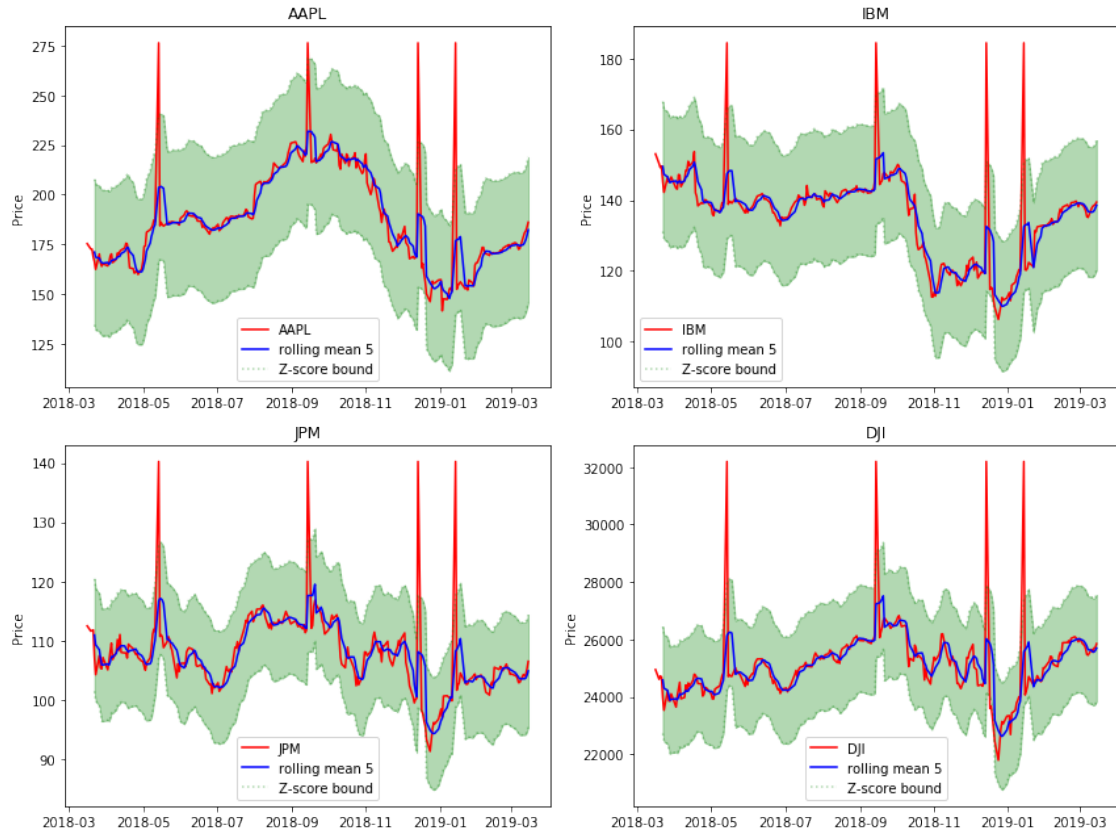 AAPL
Price
275
250
225
200
175
150
125
AAPL
rolling mean 5
Z-score bound
2018-03 2018-05 2018-07 2018-09 2018-11 2019-01 2019-03
IBM
Price
180
160
140
120
100
IBM
rolling mean 5
Z-score bound
2018-03 2018-05 2018-07 2018-09 2018-11 2019-01 2019-03
JPM
Price
140
130
120
110
100
90
JPM
rolling mean 5
Z-score bound
2018-03 2018-05 2018-07 2018-09 2018-11 2019-01 2019-03
DJI
Price
32000
30000
28000
26000
24000
22000
DJI
rolling mean 5
Z-score bound
2018-03 2018-05 2018-07 2018-09 2018-11 2019-01 2019-03